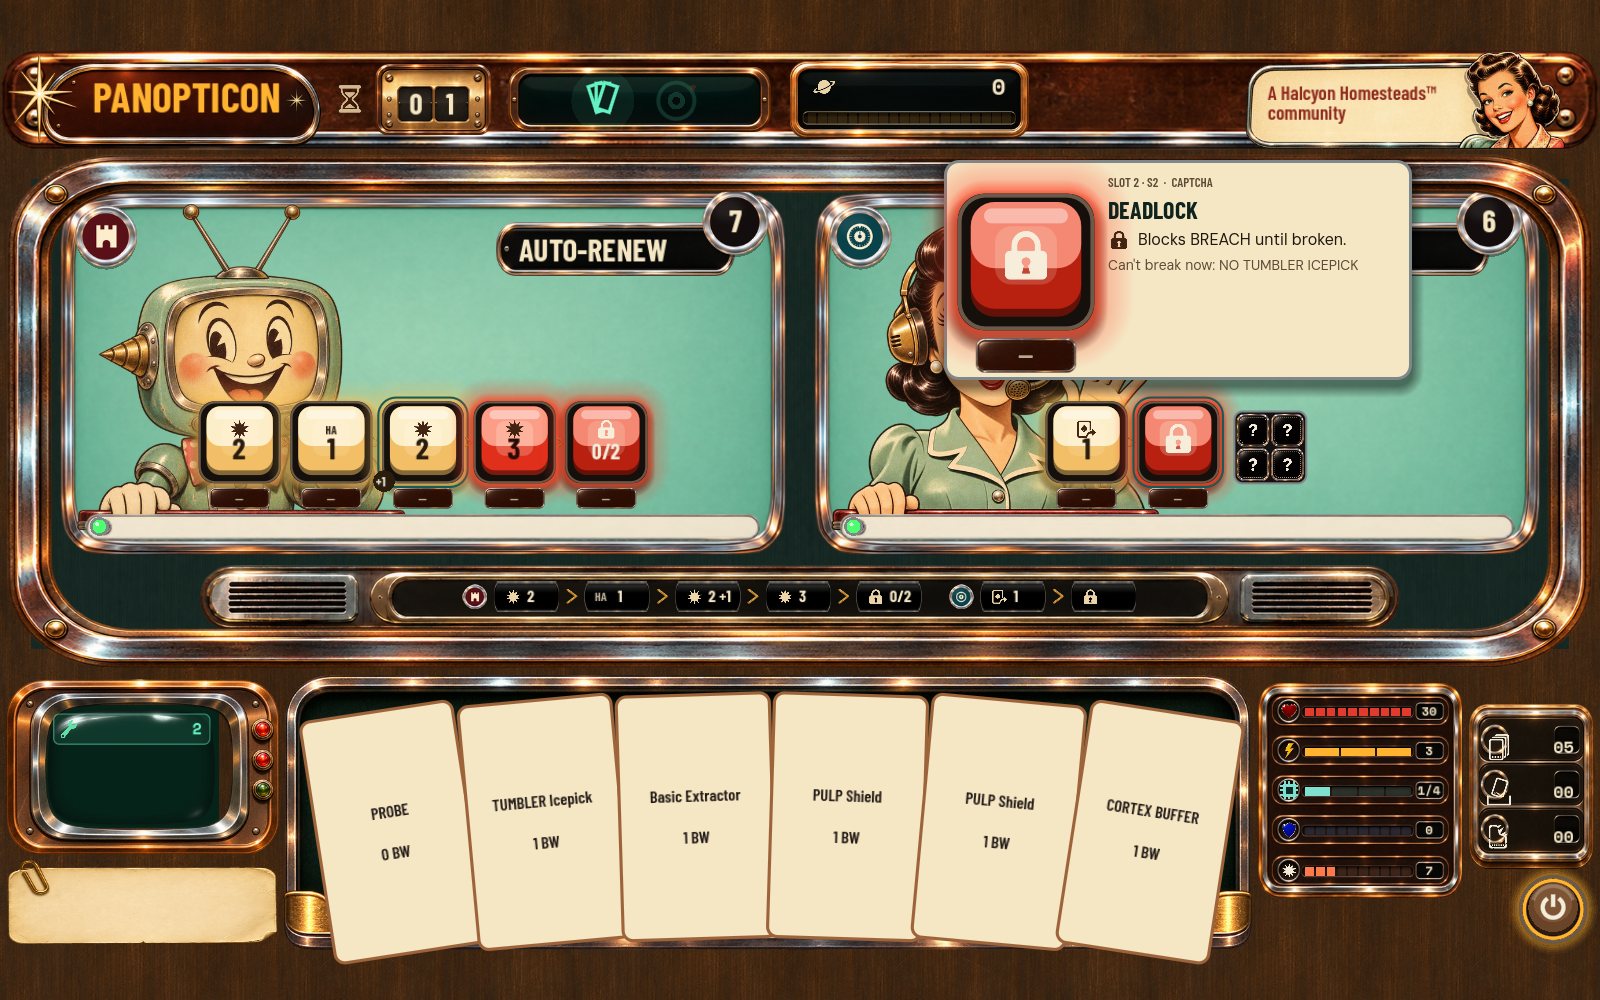 PANOPTICON
0 1
0
A Halcyon Homesteads™
community
AUTO-RENEW
7
6
SLOT 2 · S2 · CAPTCHA
DEADLOCK
Blocks BREACH until broken.
Can't break now: NO TUMBLER ICEPICK
–
2
HA
1
+1
2
3
0/2
1
? ?
? ?
– – – – –
– –
2 > HA 1 > 2 +1 > 3 > 0/2
1 >
2
PROBE
0 BW
TUMBLER Icepick
1 BW
Basic Extractor
1 BW
PULP Shield
1 BW
PULP Shield
1 BW
CORTEX BUFFER
1 BW
30
3
1/4
0
7
05
00
00